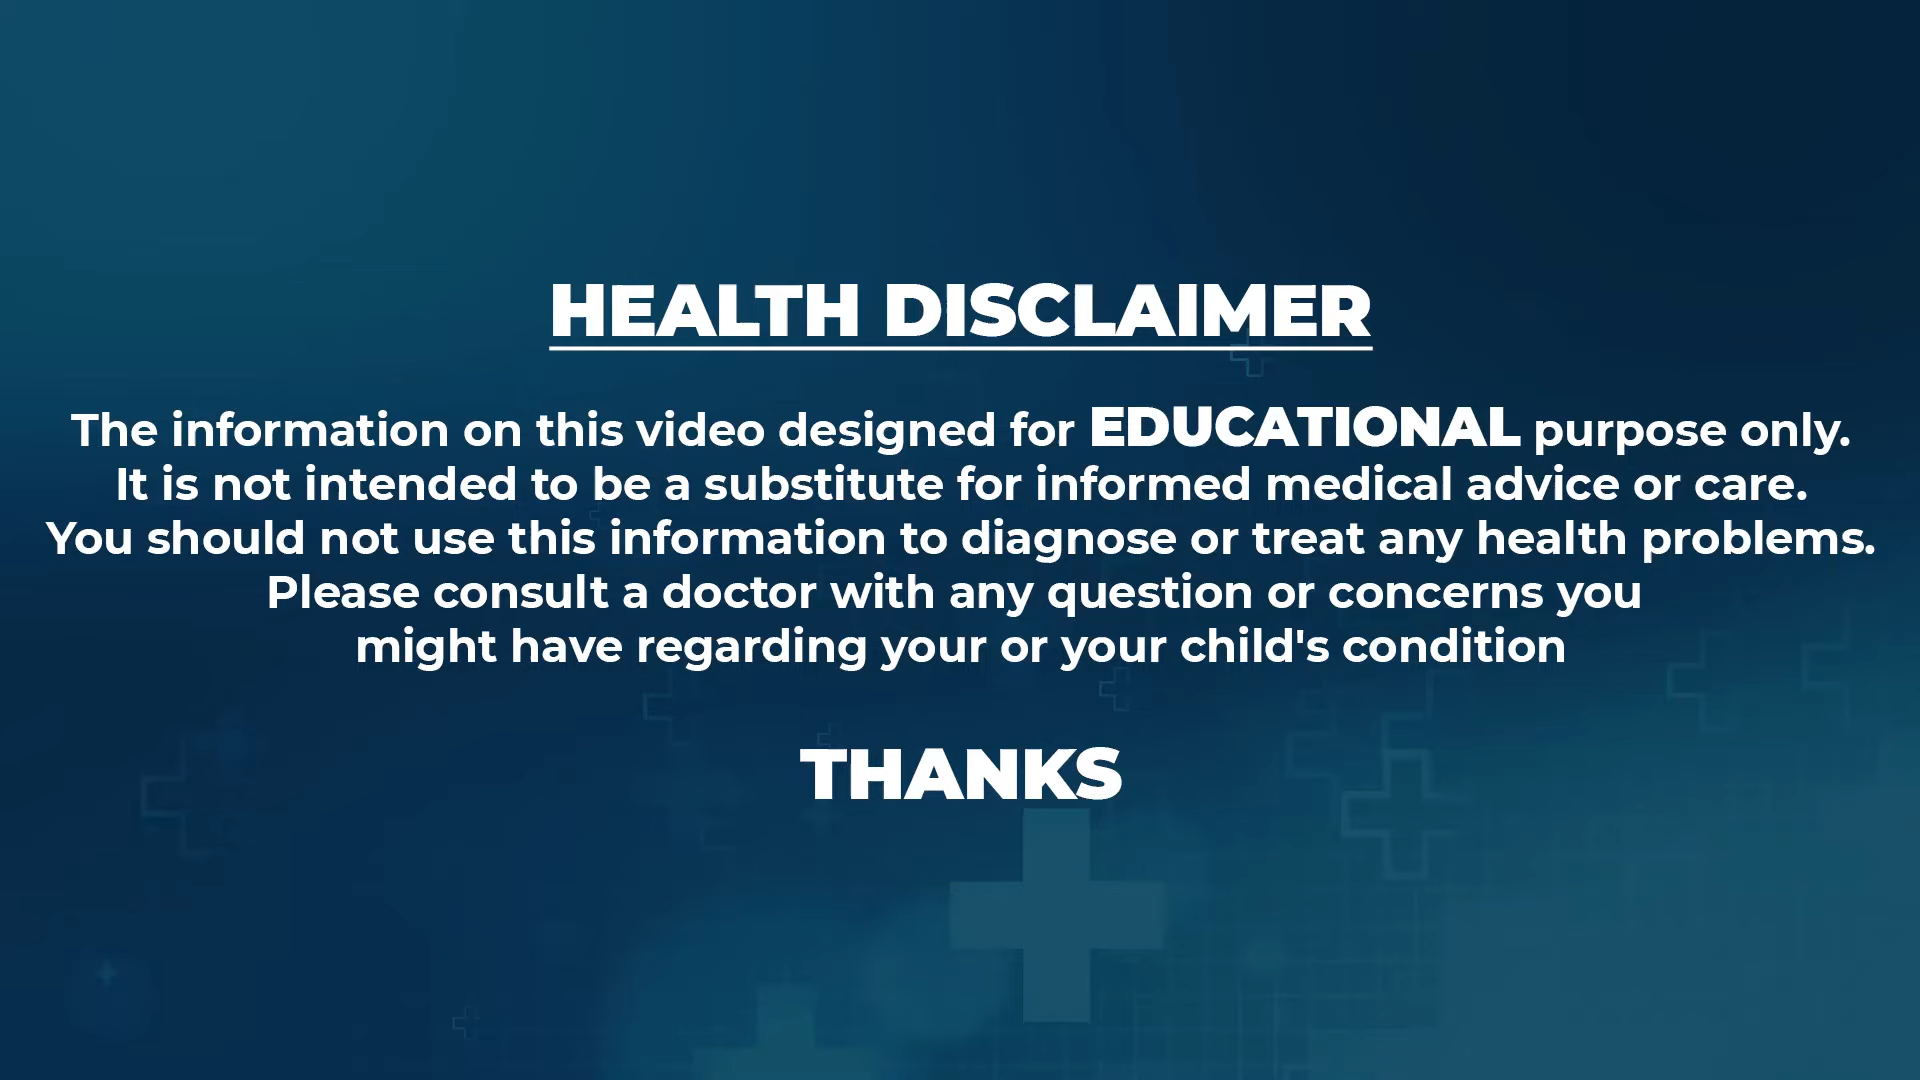 HEALTH DISCLAIMER
The information on this video designed for EDUCATIONAL purpose only.
It is not intended to be a substitute for informed medical advice or care.
You should not use this information to diagnose or treat any health problems.
Please consult a doctor with any question or concerns you
might have regarding your or your child's condition
THANKS